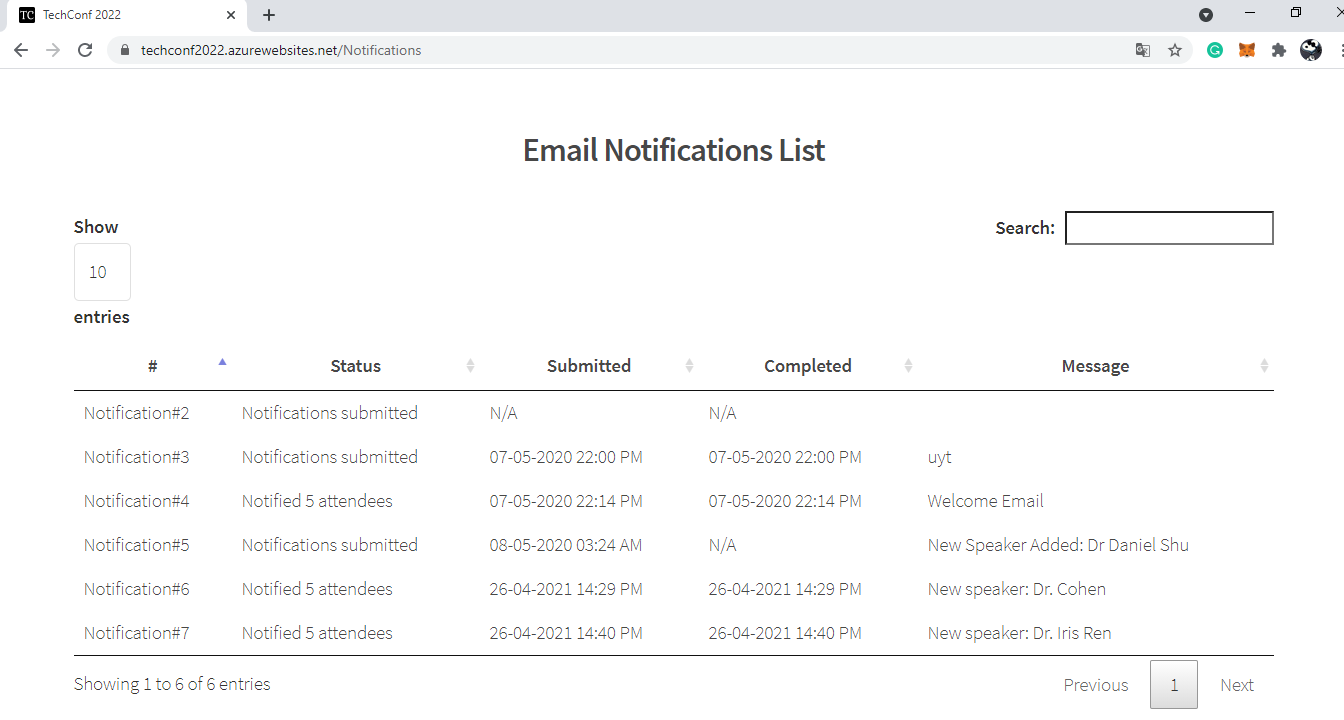 TC TechConf 2022
techconf2022.azurewebsites.net/Notifications
Email Notifications List
Show
Search:
10
entries
# Status Submitted Completed Message
Notification#2 Notifications submitted N/A N/A
Notification#3 Notifications submitted 07-05-2020 22:00 PM 07-05-2020 22:00 PM uyt
Notification#4 Notified 5 attendees 07-05-2020 22:14 PM 07-05-2020 22:14 PM Welcome Email
Notification#5 Notifications submitted 08-05-2020 03:24 AM N/A New Speaker Added: Dr Daniel Shu
Notification#6 Notified 5 attendees 26-04-2021 14:29 PM 26-04-2021 14:29 PM New speaker: Dr. Cohen
Notification#7 Notified 5 attendees 26-04-2021 14:40 PM 26-04-2021 14:40 PM New speaker: Dr. Iris Ren
Showing 1 to 6 of 6 entries Previous 1 Next